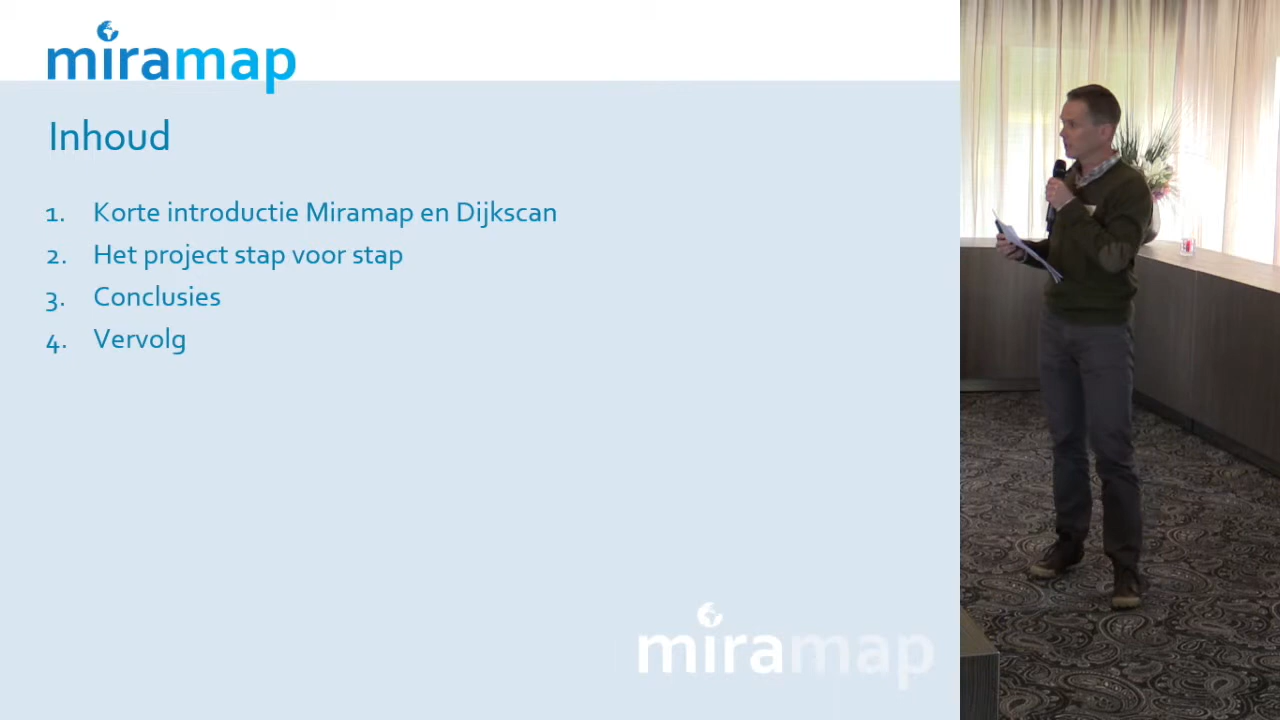 miramap
Inhoud
1. Korte introductie Miramap en Dijkscan
2. Het project stap voor stap
3. Conclusies
4. Vervolg
miramap